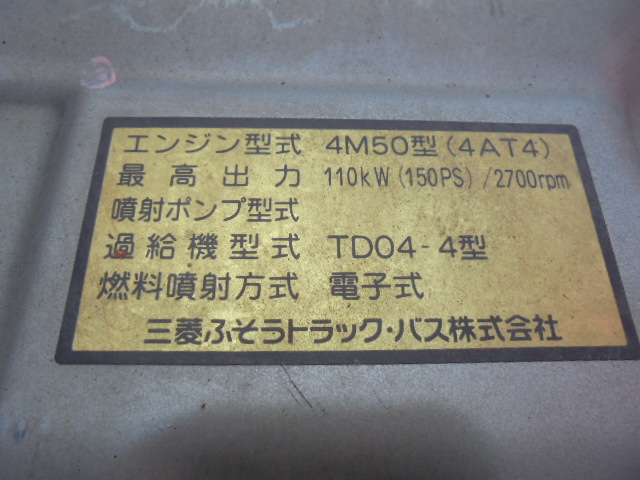 エンジン型式 4M50型(4AT4)
最高出力 110kW(150PS)/2700rpm
噴射ポンプ型式
過給機型式 TD04-4型
燃料噴射方式 電子式
三菱ふそうトラック・バス株式会社